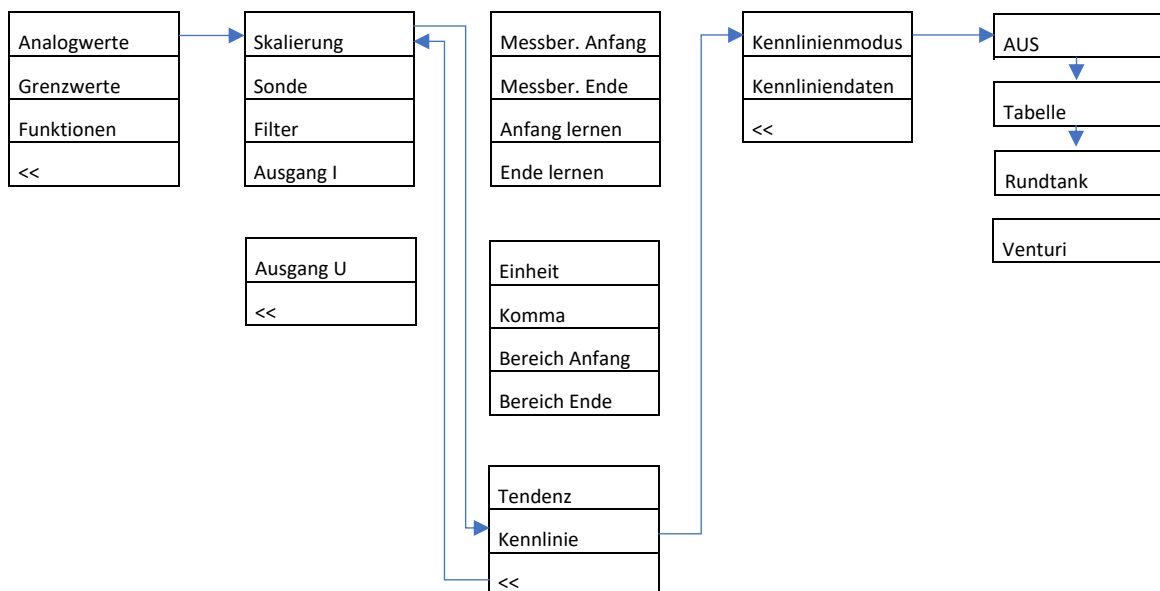 Analogwerte
Grenzwerte
Funktionen
<<
Skalierung
Sonde
Filter
Ausgang I
Ausgang U
<<
Messber. Anfang
Messber. Ende
Anfang lernen
Ende lernen
Einheit
Komma
Bereich Anfang
Bereich Ende
Tendenz
Kennlinie
<<
Kennlinienmodus
Kennliniendaten
<<
AUS
Tabelle
Rundtank
Venturi